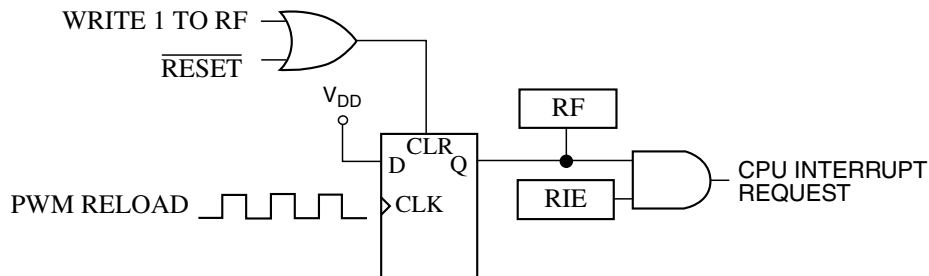 WRITE 1 TO RF
RESET
VDD
RF
CLR
D
Q
CPU INTERRUPT
REQUEST
RIE
PWM RELOAD
CLK